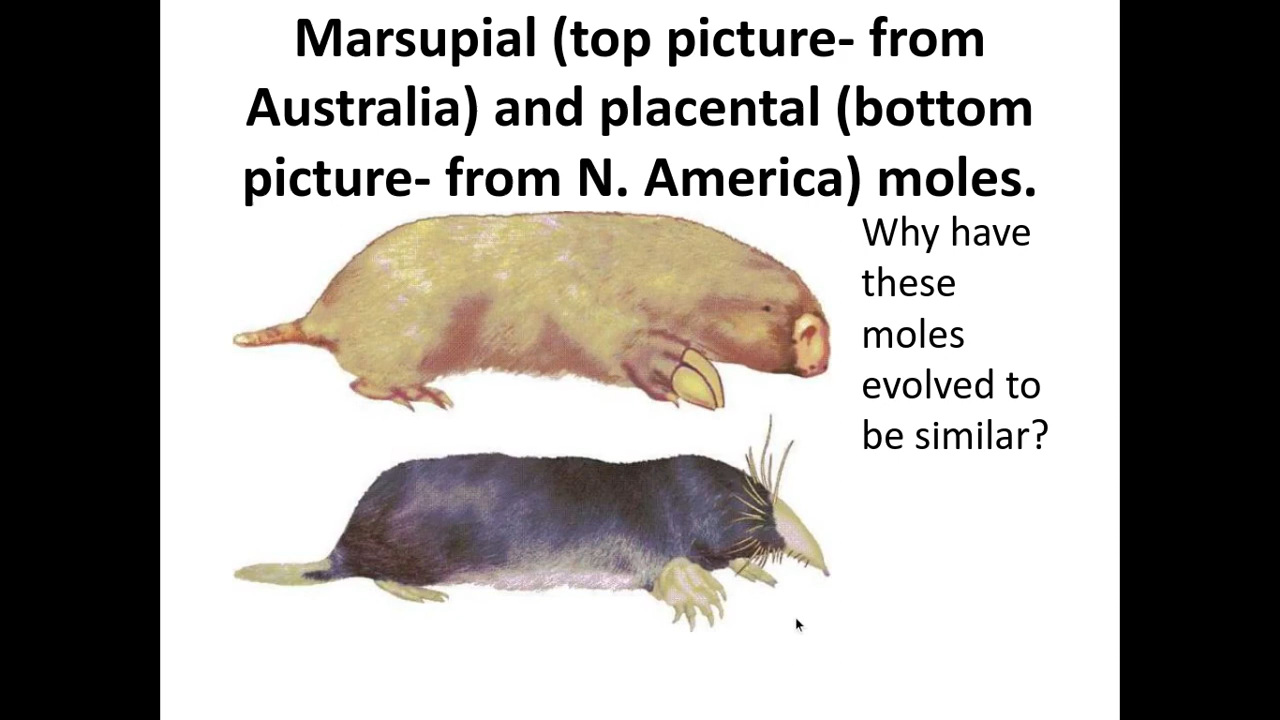 Marsupial (top picture- from
Australia) and placental (bottom
picture- from N. America) moles.
Why have
these
moles
evolved to
be similar?